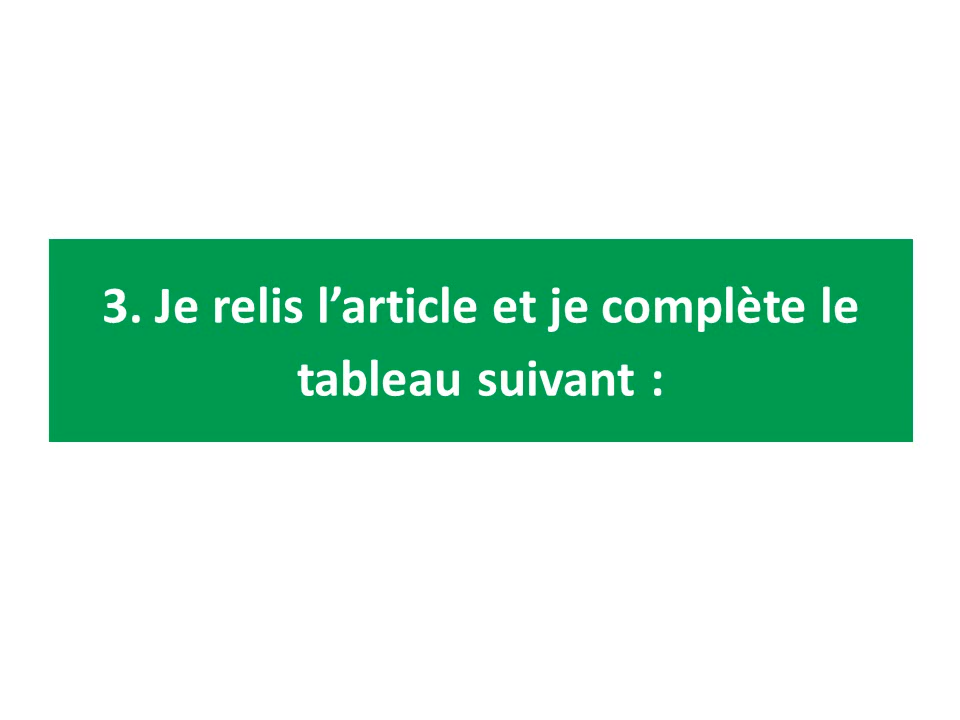 3. Je relis l’article et je complète le
tableau suivant :